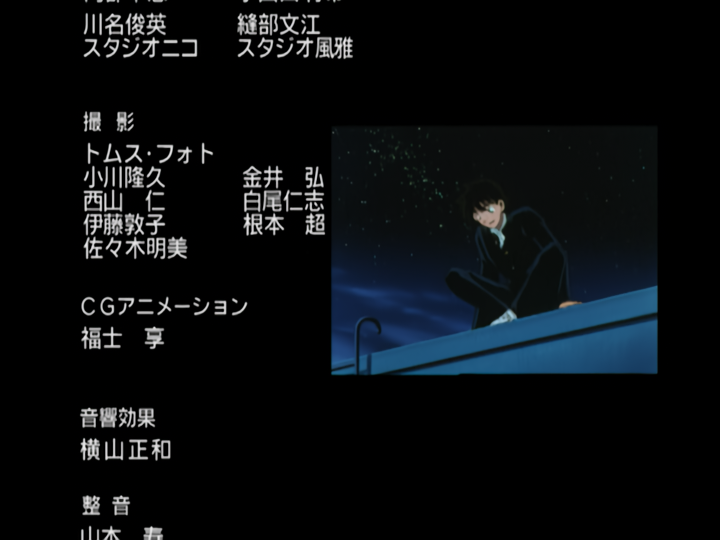 川名俊英　縫部文江
スタジオニコ　スタジオ風雅
撮 影
トムス・フォト
小川隆久　金井　弘
西山　仁　白尾仁志
伊藤敦子　根本　超
佐々木明美
CGアニメーション
福士　享
音響効果
横山正和
整 音
山本　寿